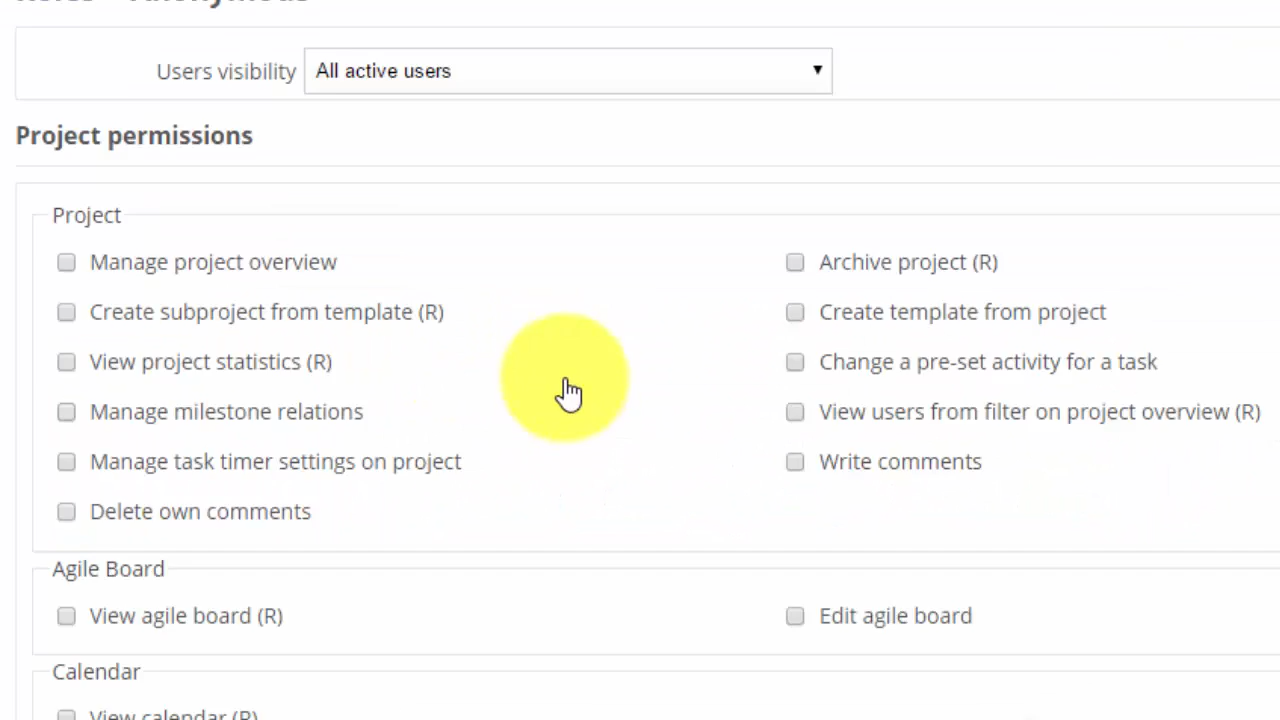 Users visibility All active users
Project permissions
Project
Manage project overview
Archive project (R)
Create subproject from template (R)
Create template from project
View project statistics (R)
Change a pre-set activity for a task
Manage milestone relations
View users from filter on project overview (R)
Manage task timer settings on project
Write comments
Delete own comments
Agile Board
View agile board (R)
Edit agile board
Calendar
View calendar (R)